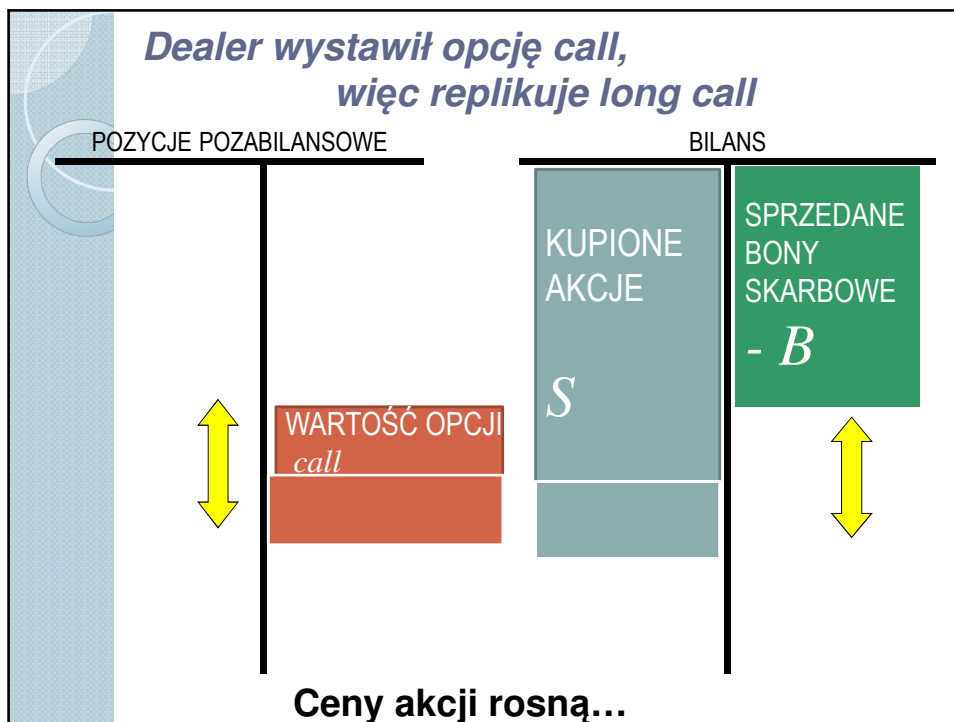 Dealer wystawił opcję call,
więc replikuje long call
POZYCJE POZABILANSOWE
BILANS
WARTOŚĆ OPCJI
call
KUPIONE
AKCJE
S
SPRZEDANE
BONY
SKARBOWE
- B
Ceny akcji rosną…